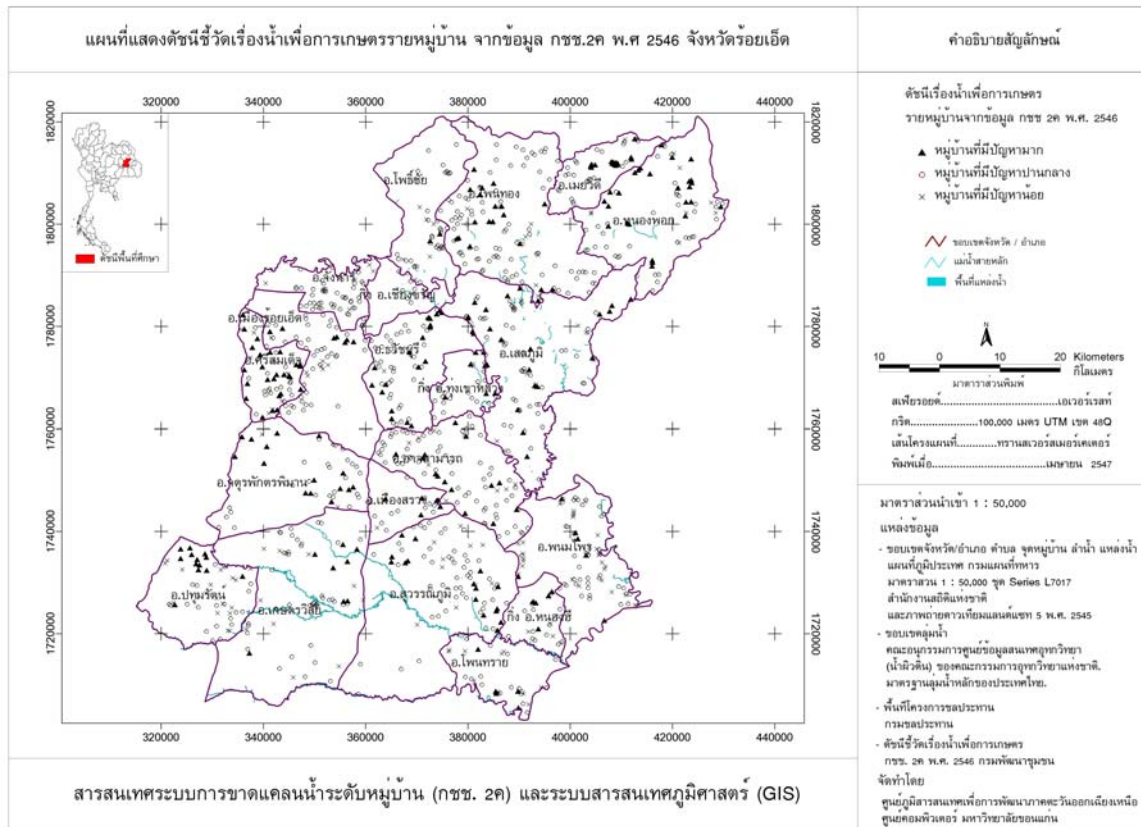 แผนที่แสดงดัชนีชี้วัดเรื่องน้ำเพื่อการเกษตรรายหมู่บ้าน จากข้อมูล กชช.2ค พ.ศ 2546 จังหวัดร้อยเอ็ด
คำอธิบายสัญลักษณ์
320000 340000 360000 380000 400000 420000 440000
1820000 1820000
1800000 1800000
1780000 1780000
1760000 1760000
1740000 1740000
1720000 1720000
320000 340000 360000 380000 400000 420000 440000
ดัชนีพื้นที่ศึกษา
อ.โพธิ์ชัย
อ.โพนทอง
อ.เมยวดี
อ.หนองพอก
อ.จังหาร
กิ่ง อ.เชียงขวัญ
อ.เมืองร้อยเอ็ด
อ.ธวัชบุรี
อ.เสลภูมิ
อ.ศรีสมเด็จ
กิ่ง อ.ทุ่งเขาหลวง
อ.อาจสามารถ
อ.จตุรพักตรพิมาน
อ.เมืองสรวง
อ.พนมไพร
อ.ปทุมรัตน์
อ.เกษตรวิสัย
อ.สุวรรณภูมิ
กิ่ง อ.หนองฮี
อ.โพนทราย
ดัชนีเรื่องน้ำเพื่อการเกษตร
รายหมู่บ้านจากข้อมูล กชช 2ค พ.ศ. 2546
หมู่บ้านที่มีปัญหามาก
หมู่บ้านที่มีปัญหาปานกลาง
หมู่บ้านที่มีปัญหาน้อย
ขอบเขตจังหวัด / อำเภอ
แม่น้ำสายหลัก
พื้นที่แหล่งน้ำ
N
10 0 10 20 Kilometers
กิโลเมตร
มาตราส่วนพิมพ์
สเฟียรอยด์...................................เอเวอร์เรสท์
กริด......................100,000 เมตร UTM เขต 48Q
เส้นโครงแผนที่.............ทรานสเวอร์สเมอร์เคเตอร์
พิมพ์เมื่อ......................................เมษายน 2547
มาตราส่วนนำเข้า 1 : 50,000
แหล่งข้อมูล
- ขอบเขตจังหวัด/อำเภอ ตำบล จุดหมู่บ้าน ลำน้ำ แหล่งน้ำ
แผนที่ภูมิประเทศ กรมแผนที่ทหาร
มาตราส่วน 1 : 50,000 ชุด Series L7017
สำนักงานสถิติแห่งชาติ
และภาพถ่ายดาวเทียมแลนด์แซท 5 พ.ศ. 2545
- ขอบเขตลุ่มน้ำ
คณะอนุกรรมการศูนย์ข้อมูลสนเทศอุทกวิทยา
(น้ำผิวดิน) ของคณะกรรมการอุทกวิทยาแห่งชาติ.
มาตรฐานลุ่มน้ำหลักของประเทศไทย.
- พื้นที่โครงการชลประทาน
กรมชลประทาน
- ดัชนีชี้วัดเรื่องน้ำเพื่อการเกษตร
กชช. 2ค พ.ศ. 2546 กรมพัฒนาชุมชน
จัดทำโดย
ศูนย์ภูมิสารสนเทศเพื่อการพัฒนาภาคตะวันออกเฉียงเหนือ
ศูนย์คอมพิวเตอร์ มหาวิทยาลัยขอนแก่น
สารสนเทศระบบการขาดแคลนน้ำระดับหมู่บ้าน (กชช. 2ค) และระบบสารสนเทศภูมิศาสตร์ (GIS)